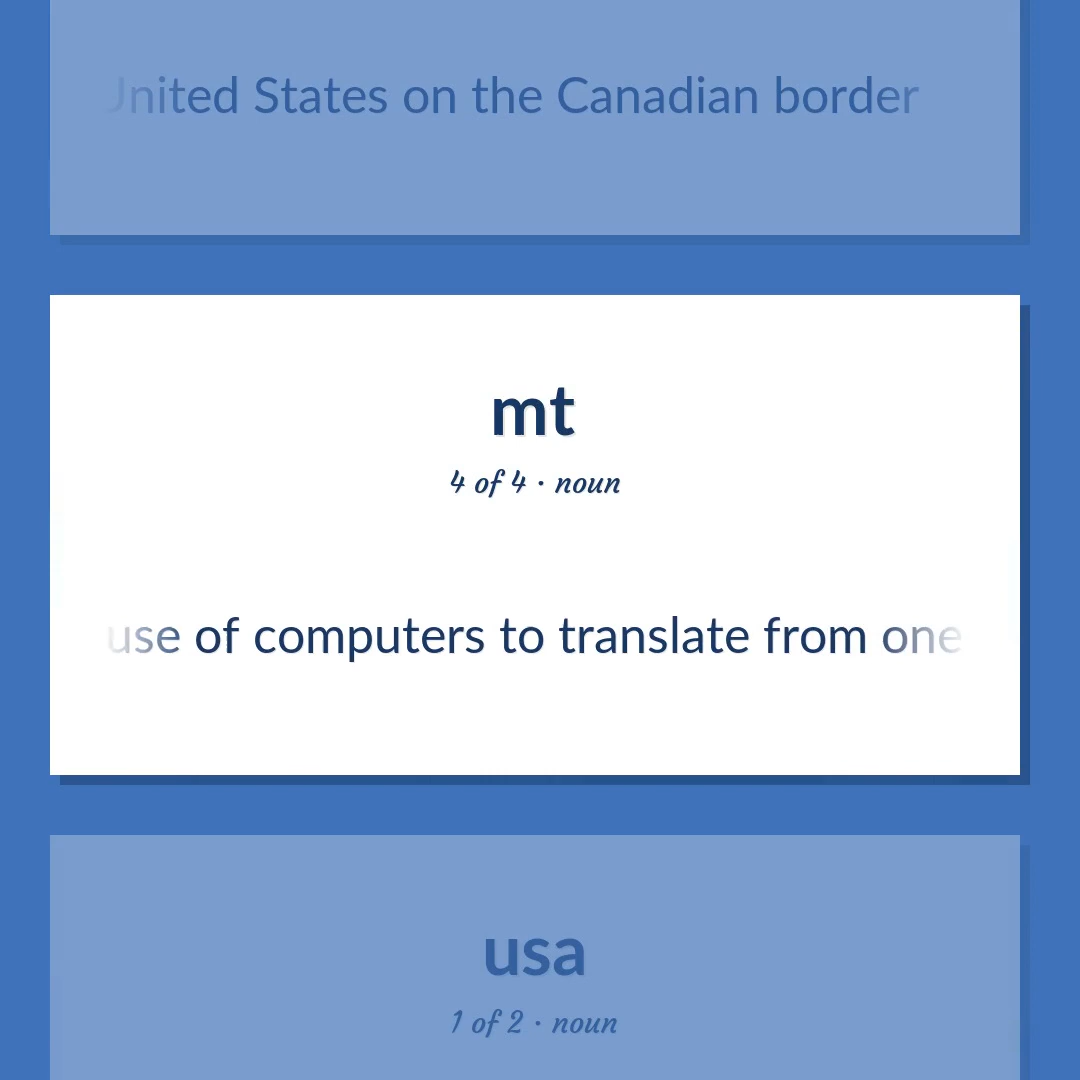 United States on the Canadian border
mt
4 of 4 · noun
use of computers to translate from one
usa
1 of 2 · noun